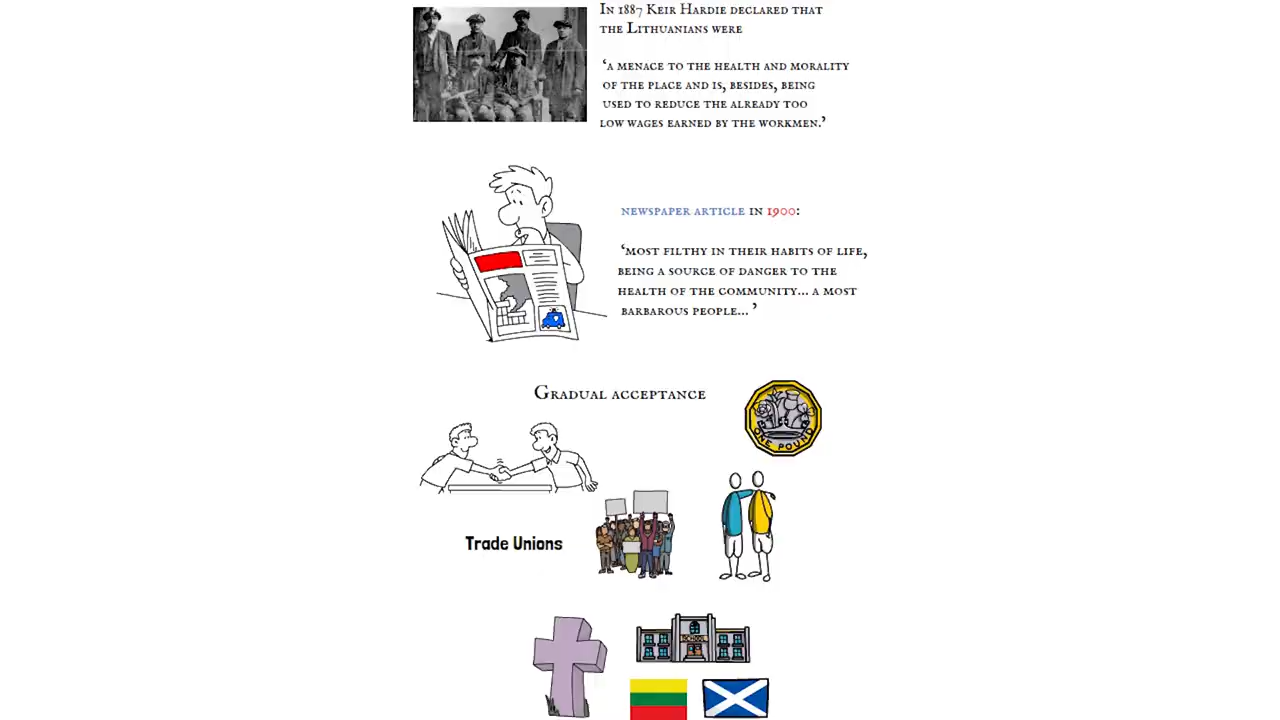 In 1887 Keir Hardie declared that
the Lithuanians were
‘a menace to the health and morality
of the place and is, besides, being
used to reduce the already too
low wages earned by the workmen.’
newspaper article in 1900:
‘most filthy in their habits of life,
being a source of danger to the
health of the community... a most
barbarous people... ’
Gradual acceptance
ONE POUND
Trade Unions
SCHOOL